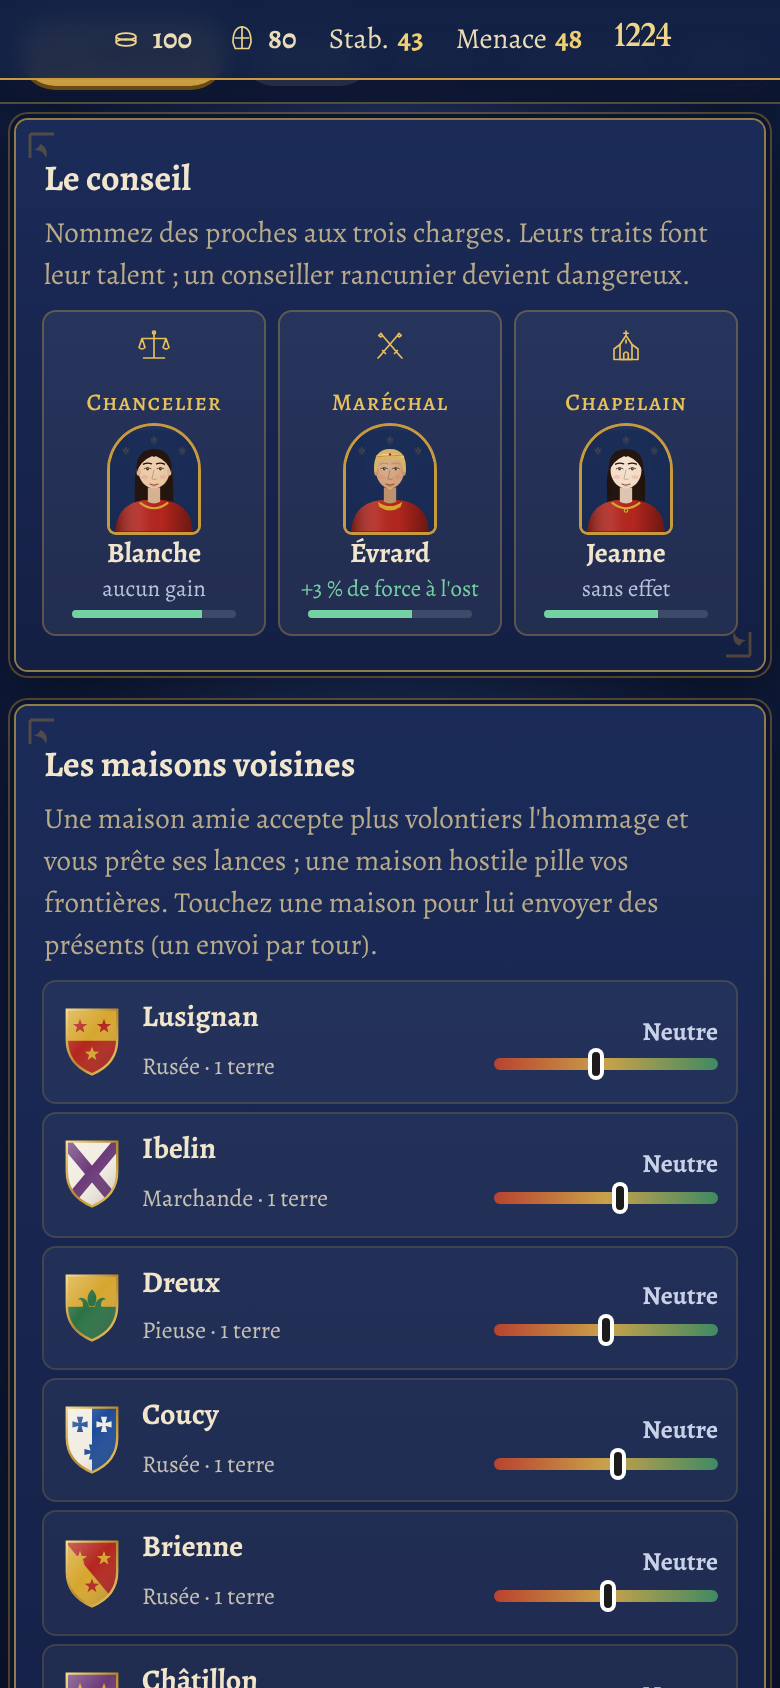 100 80 Stab. 43 Menace 48 1224
Le conseil
Nommez des proches aux trois charges. Leurs traits font
leur talent ; un conseiller rancunier devient dangereux.
Chancelier Maréchal Chapelain
Blanche Évrard Jeanne
aucun gain +3 % de force à l'ost sans effet
Les maisons voisines
Une maison amie accepte plus volontiers l'hommage et
vous prête ses lances ; une maison hostile pille vos
frontières. Touchez une maison pour lui envoyer des
présents (un envoi par tour).
Lusignan
Neutre
Rusée · 1 terre
Ibelin
Neutre
Marchande · 1 terre
Dreux
Neutre
Pieuse · 1 terre
Coucy
Neutre
Rusée · 1 terre
Brienne
Neutre
Rusée · 1 terre
Châtillon